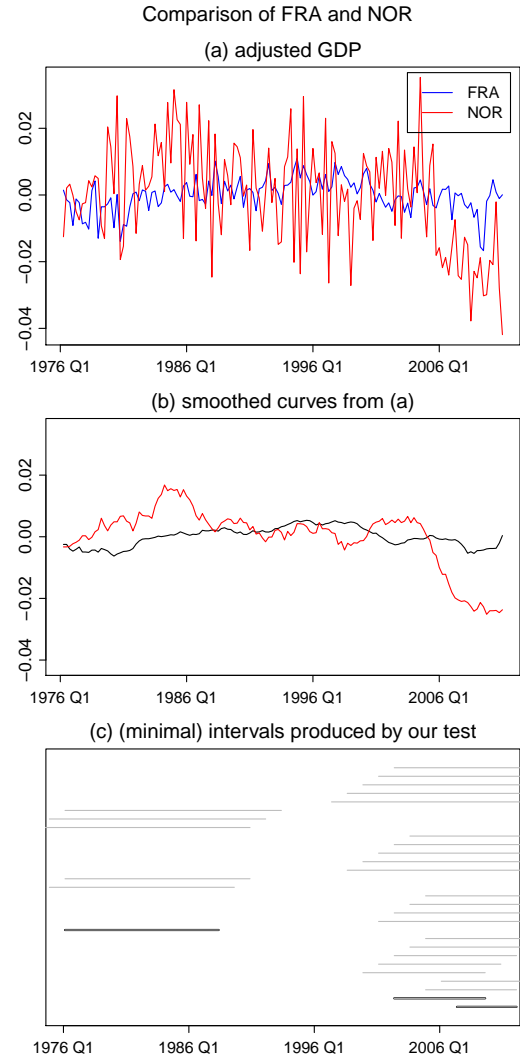 Comparison of FRA and NOR
(a) adjusted GDP
FRA
NOR
0.02
0.00
−0.02
−0.04
1976 Q1 1986 Q1 1996 Q1 2006 Q1
(b) smoothed curves from (a)
0.02
0.00
−0.02
−0.04
1976 Q1 1986 Q1 1996 Q1 2006 Q1
(c) (minimal) intervals produced by our test
1976 Q1 1986 Q1 1996 Q1 2006 Q1